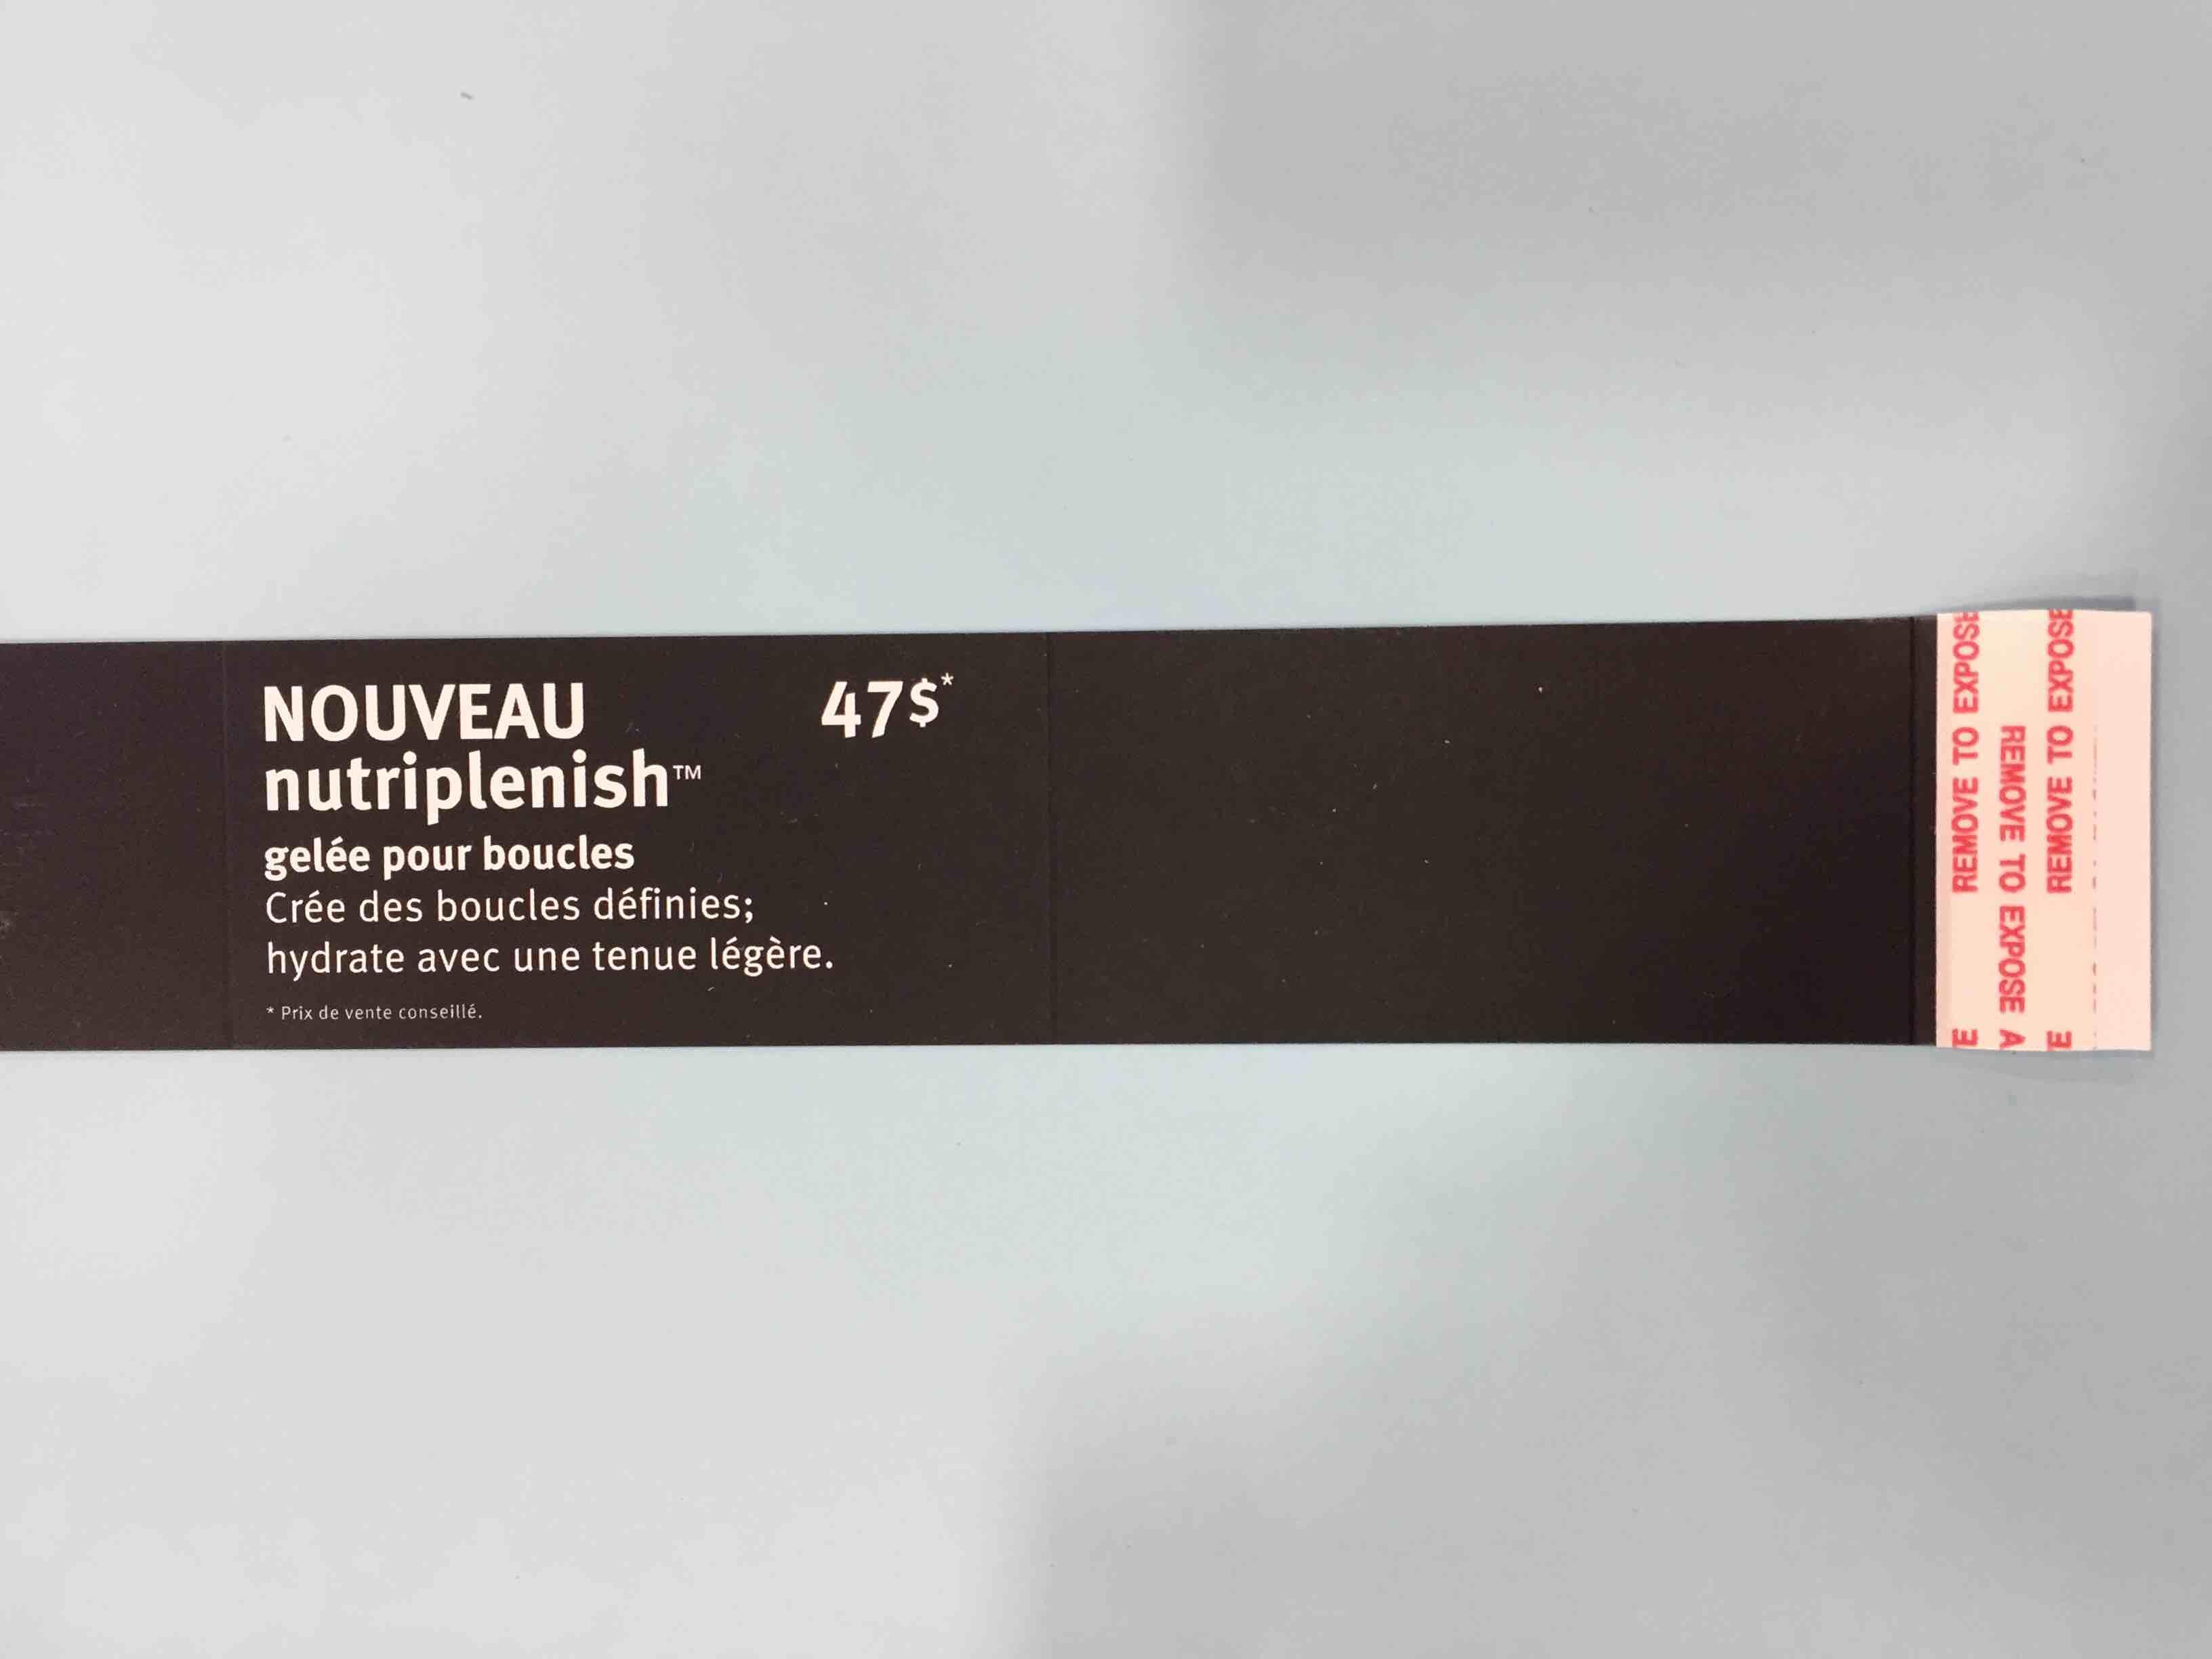 NOUVEAU 47$*
nutriplenish™
gelée pour boucles
Crée des boucles définies;
hydrate avec une tenue légère.
* Prix de vente conseillé.
REMOVE TO EXPOSE
E
REMOVE TO EXPOSE A
REMOVE TO EXPOSE
E